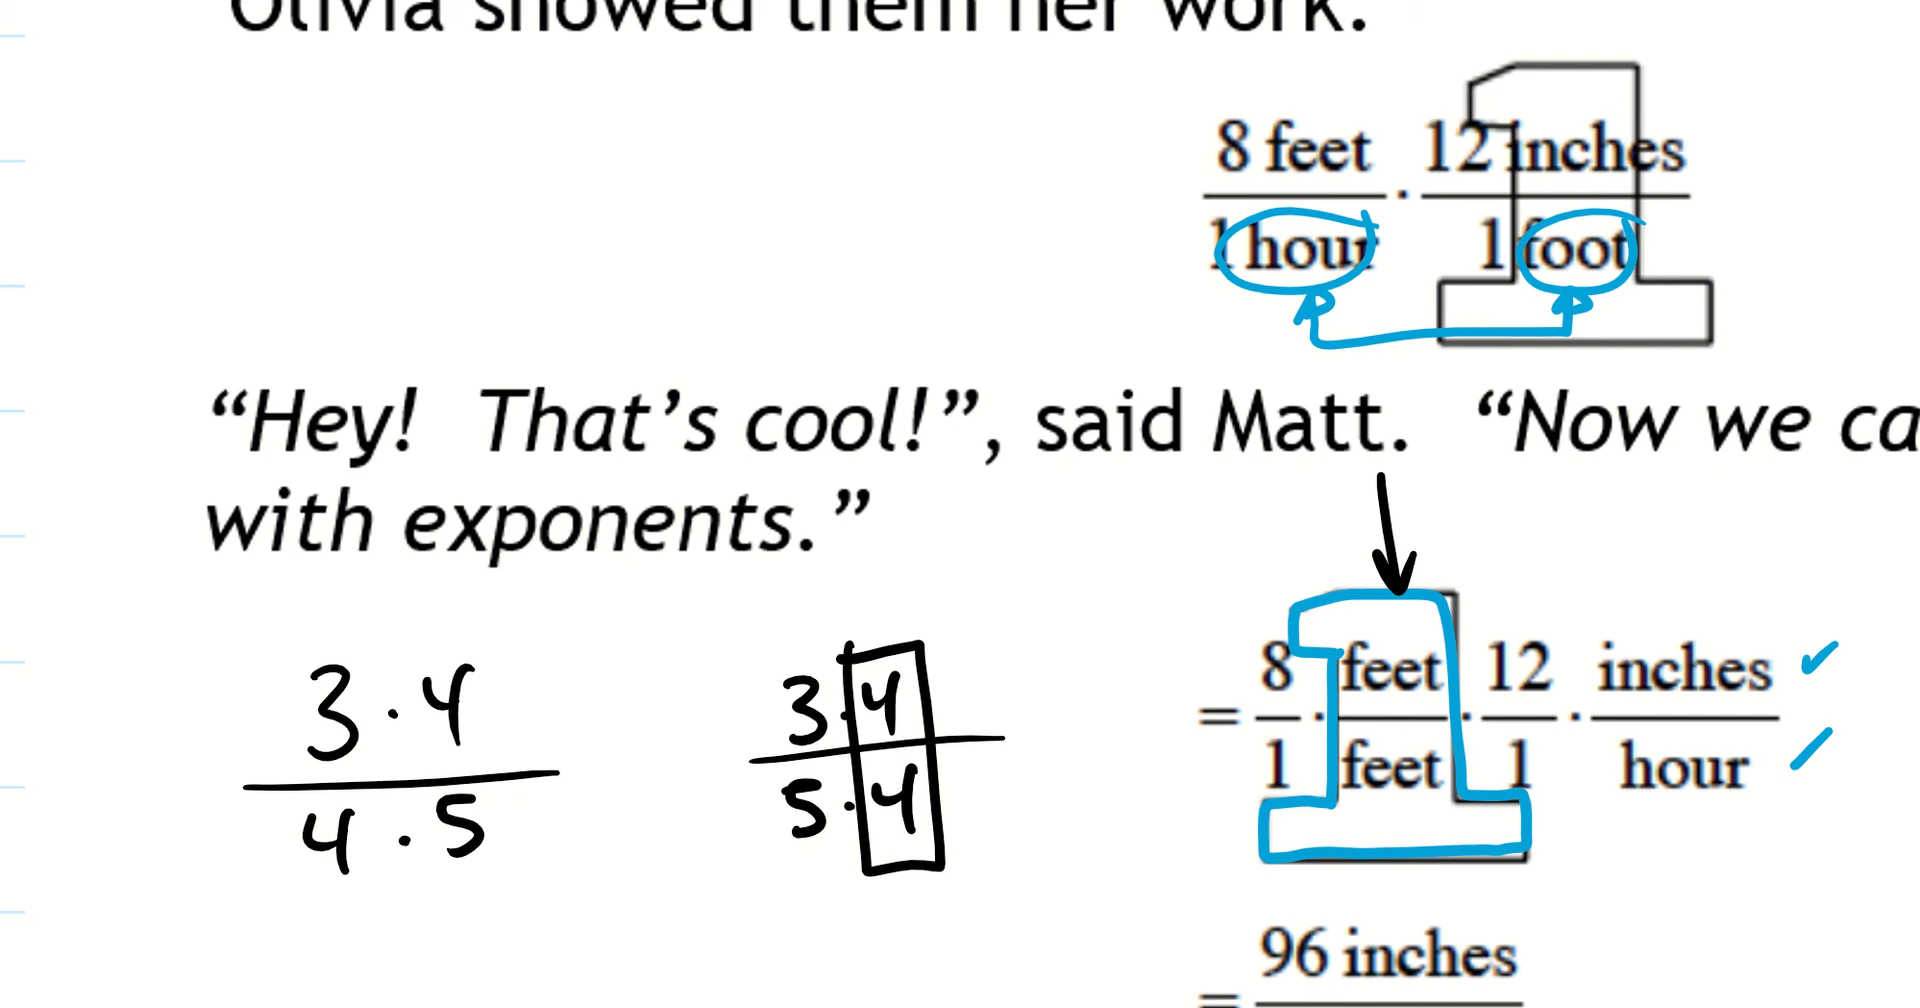 Olivia showed them her work.
8 feet · 12 inches
1 hour 1 foot
“Hey! That’s cool!”, said Matt. “Now we
with exponents.”
3 · 4 3 · 4
4 · 5 5 · 4
= 8 · feet · 12 · inches
1 feet 1 hour
= 96 inches